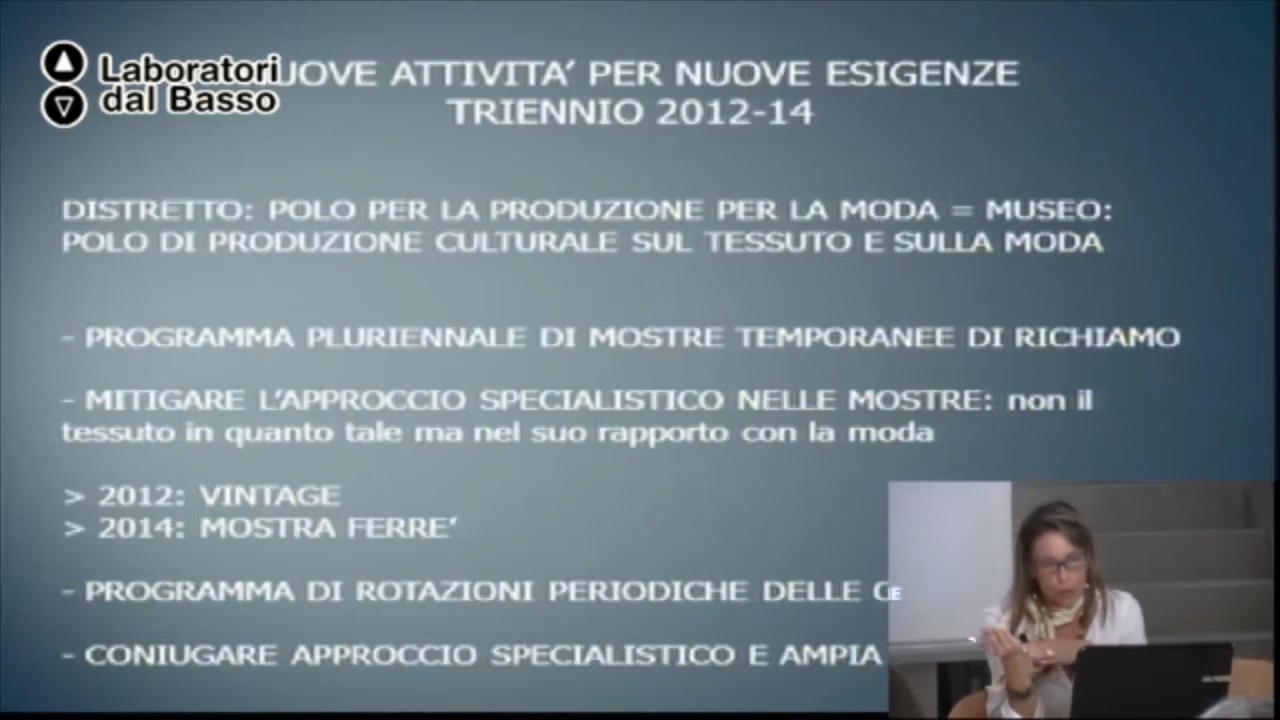 Laboratori
dal Basso
UOVE ATTIVITA’ PER NUOVE ESIGENZE
TRIENNIO 2012-14
DISTRETTO: POLO PER LA PRODUZIONE PER LA MODA = MUSEO:
POLO DI PRODUZIONE CULTURALE SUL TESSUTO E SULLA MODA
- PROGRAMMA PLURIENNALE DI MOSTRE TEMPORANEE DI RICHIAMO
- MITIGARE L’APPROCCIO SPECIALISTICO NELLE MOSTRE: non il
tessuto in quanto tale ma nel suo rapporto con la moda
> 2012: VINTAGE
> 2014: MOSTRA FERRE’
- PROGRAMMA DI ROTAZIONI PERIODICHE DELLE
- CONIUGARE APPROCCIO SPECIALISTICO E AMPIA